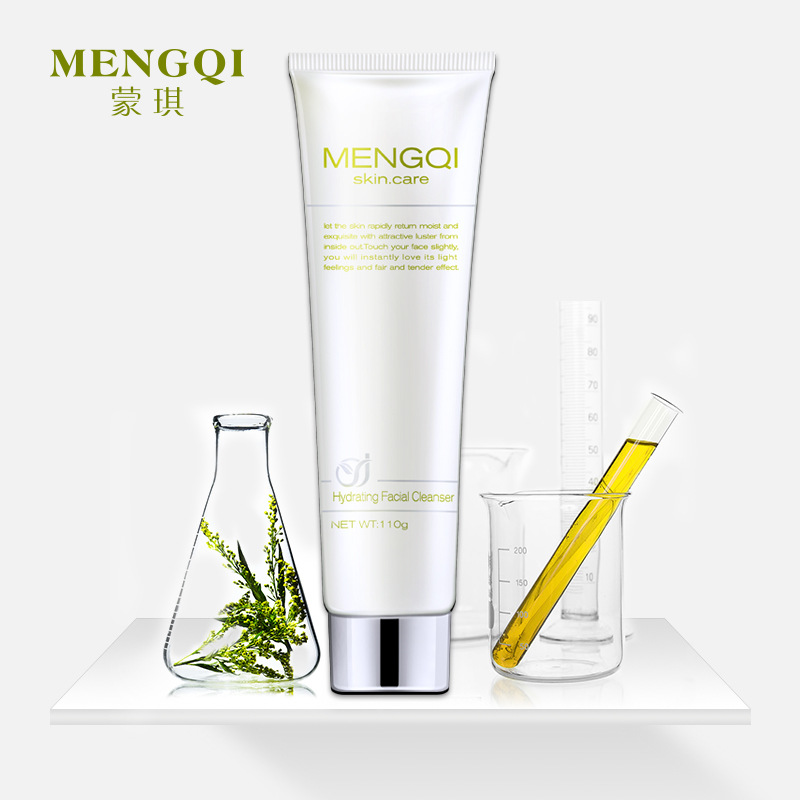 MENGQI
蒙琪
MENGQI
skin.care
let the skin rapidly return moist and
exquisite with attractive luster from
inside out.Touch your face slightly,
you will instantly love its light
feelings and fair and tender effect.
Hydrating Facial Cleanser
NET WT:110g
90
80
70
60
50
40
10
200
150